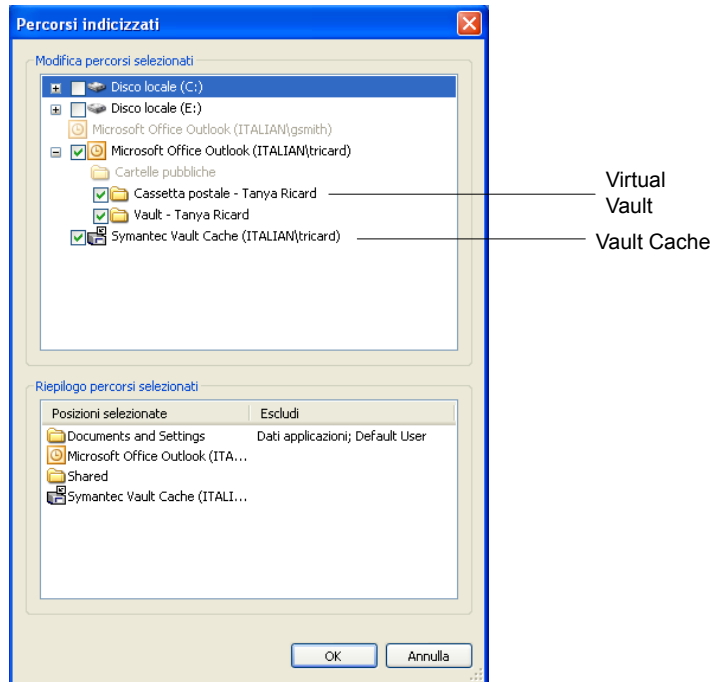 Percorsi indicizzati
Modifica percorsi selezionati
Disco locale (C:)
Disco locale (E:)
Microsoft Office Outlook (ITALIAN\gsmith)
Microsoft Office Outlook (ITALIAN\tricard)
Cartelle pubbliche
Cassetta postale - Tanya Ricard
Vault - Tanya Ricard
Symantec Vault Cache (ITALIAN\tricard)
Virtual
Vault
Vault Cache
Riepilogo percorsi selezionati
Posizioni selezionate Escludi
Documents and Settings Dati applicazioni; Default User
Microsoft Office Outlook (ITA...
Shared
Symantec Vault Cache (ITALI...
OK Annulla